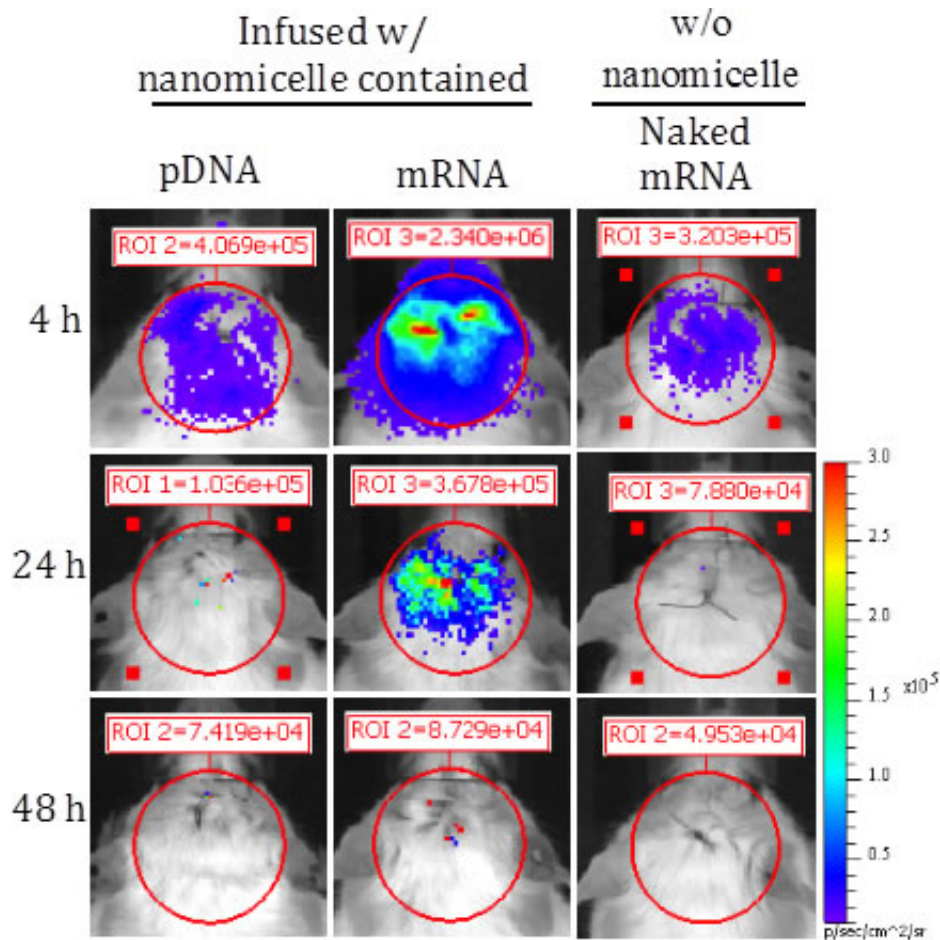 Infused w/
nanomicelle contained
w/o
nanomicelle
pDNA
mRNA
Naked
mRNA
4 h
ROI 2=4.069e+05
ROI 3=2.340e+06
ROI 3=3.203e+05
24 h
ROI 1=1.036e+05
ROI 3=3.678e+05
ROI 3=7.880e+04
48 h
ROI 2=7.419e+04
ROI 2=8.729e+04
ROI 2=4.953e+04
3.0
2.5
2.0
1.5
x10^5
1.0
0.5
p/sec/cm^2/sr